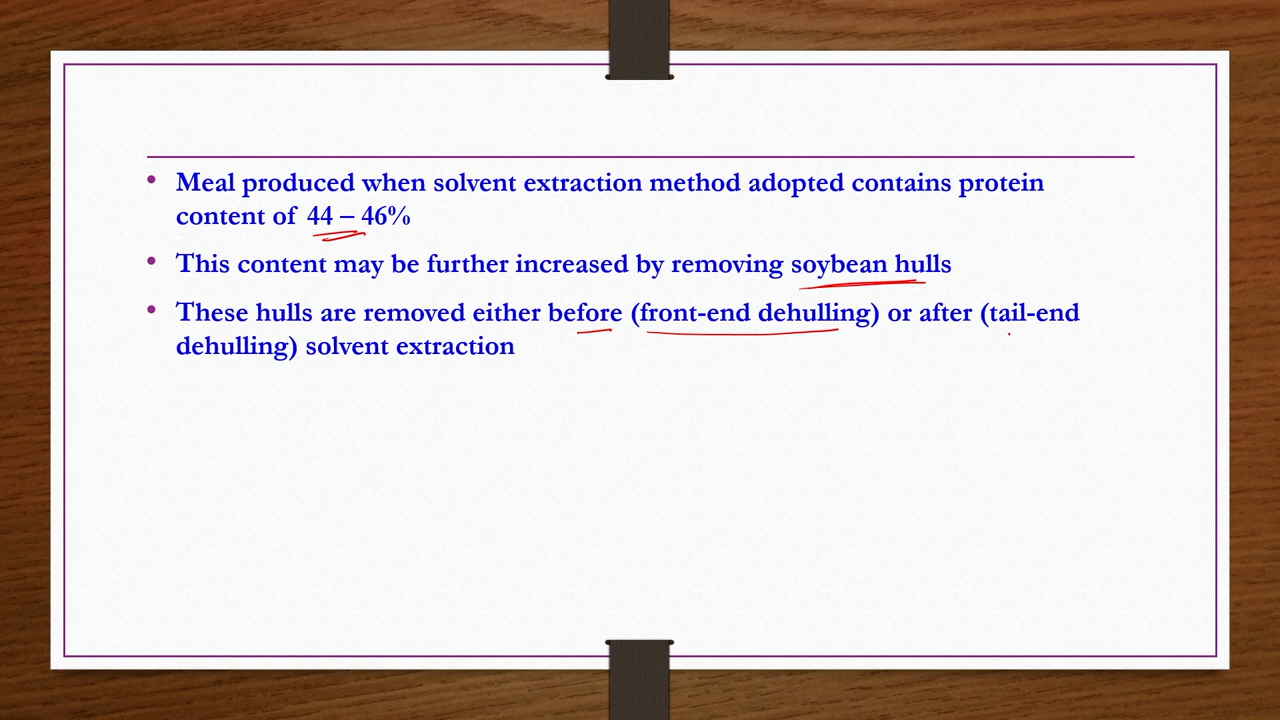 • Meal produced when solvent extraction method adopted contains protein
content of 44 – 46%
• This content may be further increased by removing soybean hulls
• These hulls are removed either before (front-end dehulling) or after (tail-end
dehulling) solvent extraction